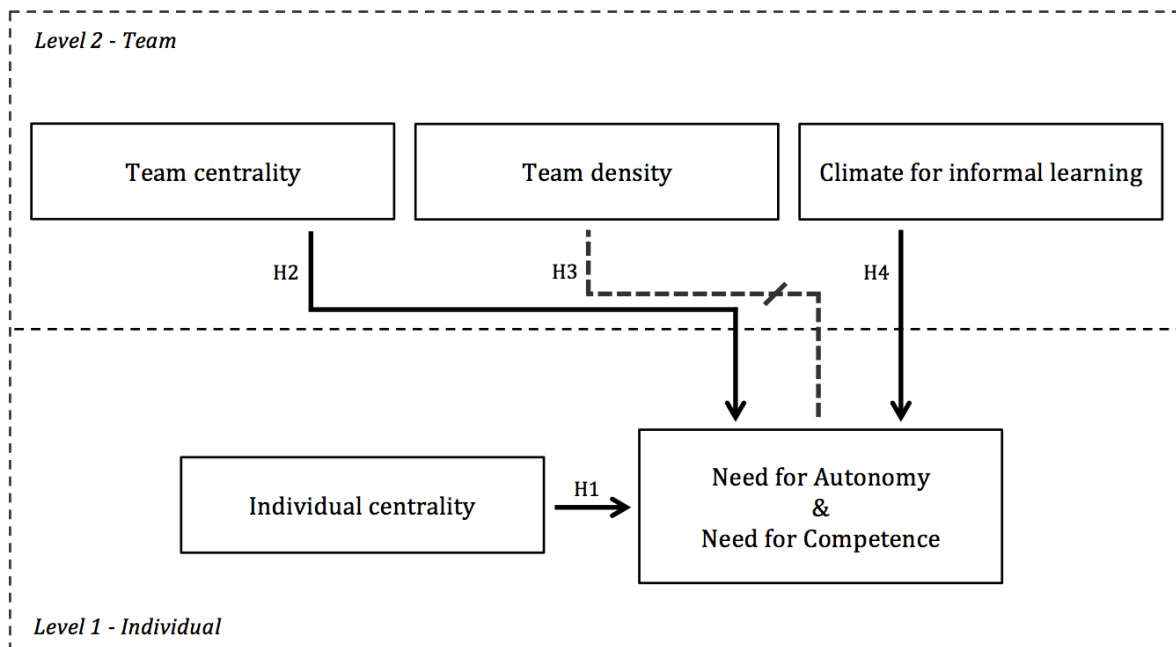 Level 2 - Team
Team centrality
Team density
Climate for informal learning
H2
H3
H4
Individual centrality
H1
Need for Autonomy
&
Need for Competence
Level 1 - Individual